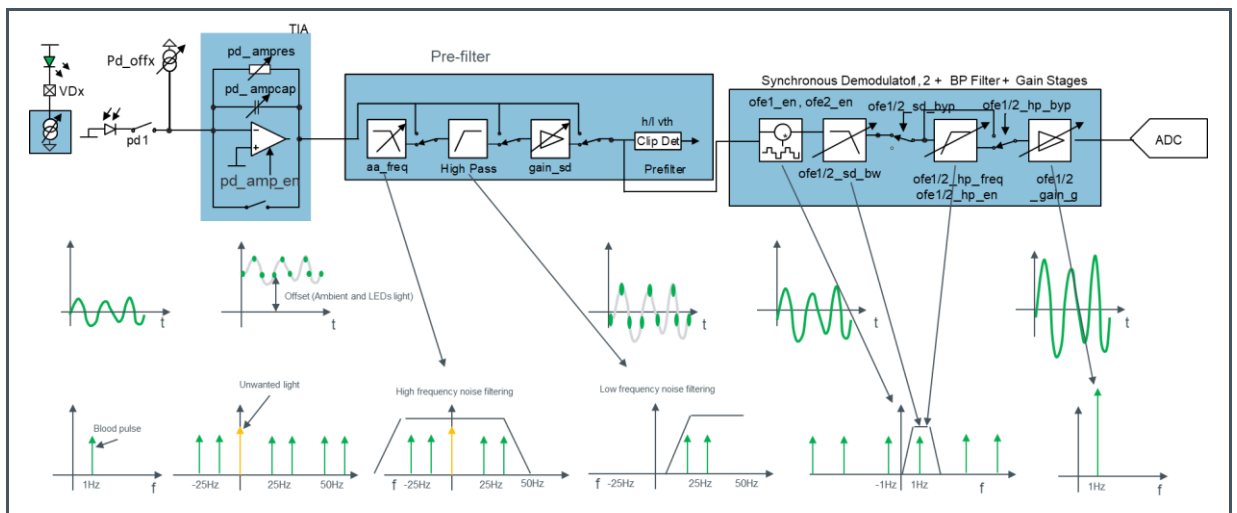 TIA
Pd_offx
pd_ampres
pd_ampcap
VDx
pd1
pd_amp_en
Pre-filter
aa_freq
High Pass
gain_sd
h/l vth
Clip Det
Prefilter
Synchronous Demodulatof, 2 + BP Filter + Gain Stages
ofe1_en , ofe2_en
ofe1/2_sd_byp
ofe1/2_hp_byp
ofe1/2_sd_bw
ofe1/2_hp_freq
ofe1/2_hp_en
ofe1/2
_gain_g
ADC
t
Offset (Ambient and LEDs light)
t
t
t
t
Blood pulse
1Hz
f
Unwanted light
-25Hz
25Hz
50Hz
f
High frequency noise filtering
f
-25Hz
25Hz
50Hz
Low frequency noise filtering
f
-25Hz
25Hz
50Hz
-1Hz
1Hz
f
1Hz
f